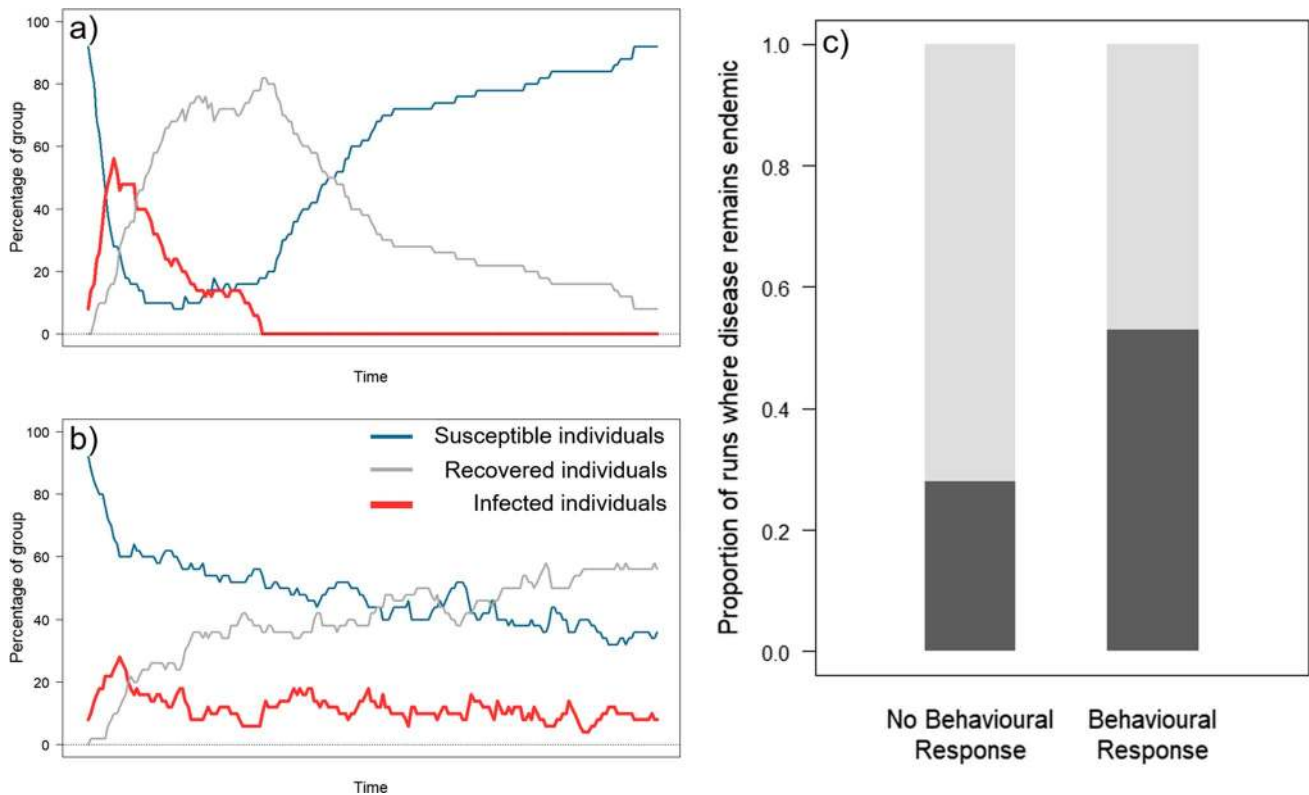 a)
100
80
60
40
20
0
Percentage of group
Time
b)
100
80
60
40
20
0
Percentage of group
Time
Susceptible individuals
Recovered individuals
Infected individuals
c)
1.0
0.8
0.6
0.4
0.2
0.0
Proportion of runs where disease remains endemic
No Behavioural
Response
Behavioural
Response